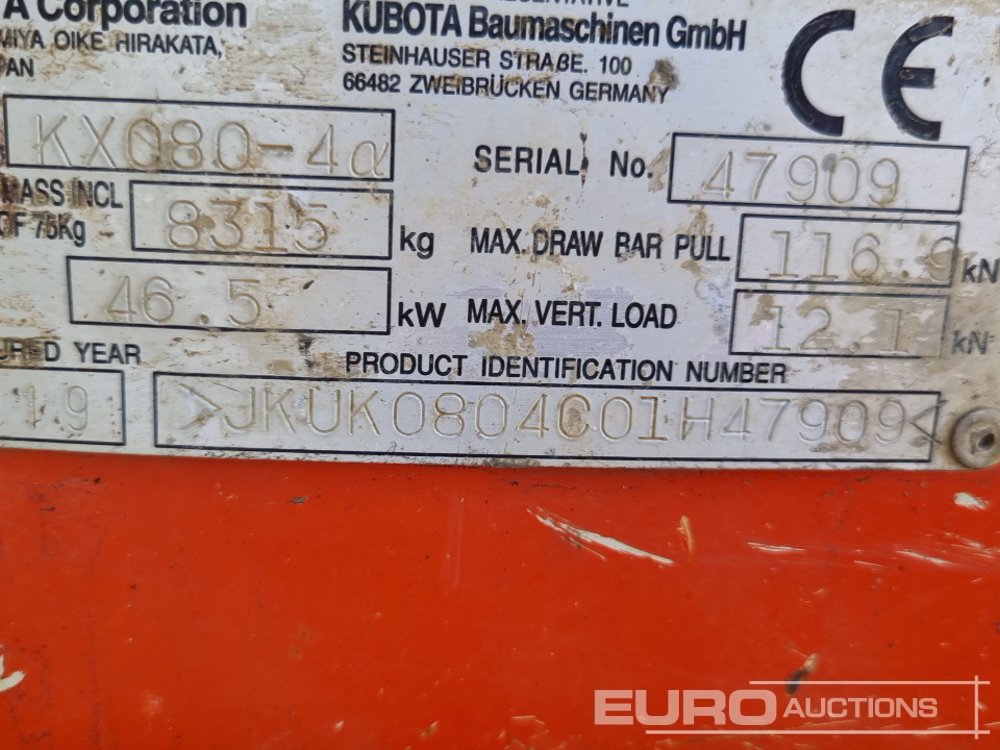 A Corporation
MIYA OIKE HIRAKATA,
PAN
KUBOTA Baumaschinen GmbH
STEINHAUSER STRAßE. 100
66482 ZWEIBRÜCKEN GERMANY
CE
KX080-4α
SERIAL No. 47909
MASS INCL
OF 75Kg 8315 kg
MAX. DRAW BAR PULL 116.9 kN
46.5 kW
MAX. VERT. LOAD 12.1 kN
URED YEAR
19
PRODUCT IDENTIFICATION NUMBER
>JKUK0804C01H47909<
EURO AUCTIONS